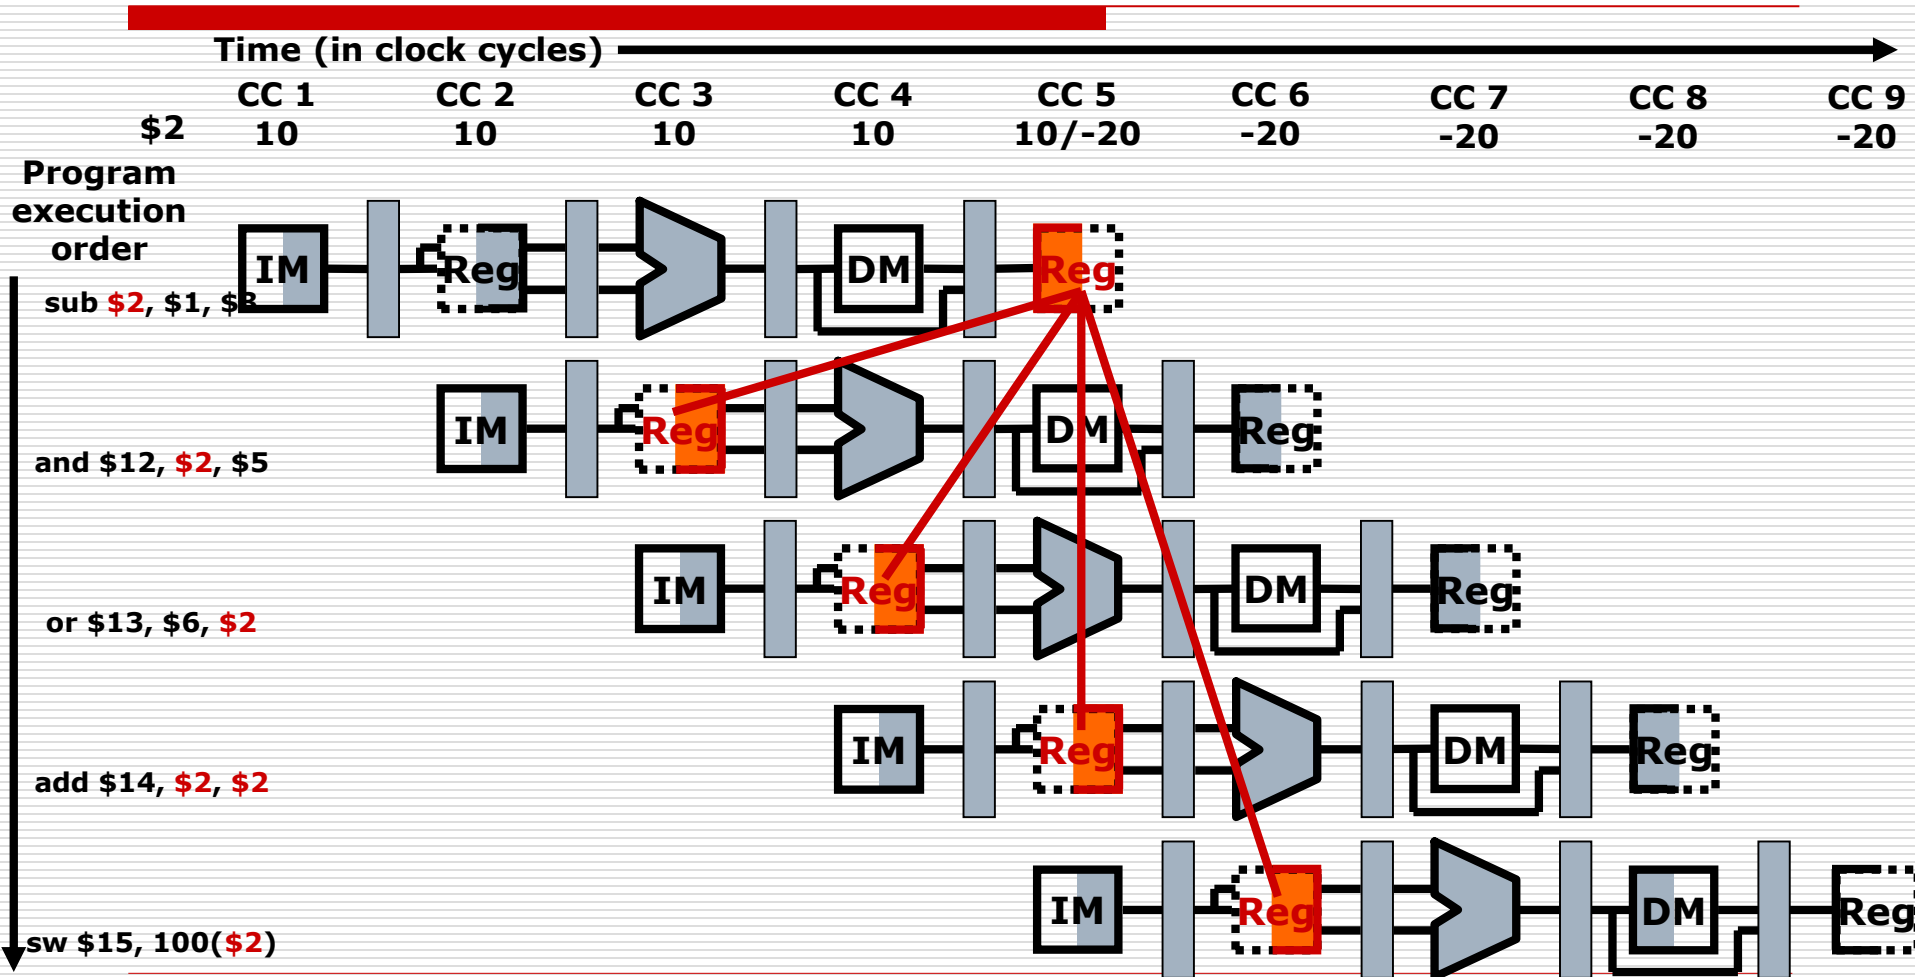 Time (in clock cycles)
CC 1 CC 2 CC 3 CC 4 CC 5 CC 6 CC 7 CC 8 CC 9
$2 10 10 10 10 10/-20 -20 -20 -20 -20
Program
execution
order
IM Reg DM Reg
sub $2, $1, $3
IM Reg DM Reg
and $12, $2, $5
IM Reg DM Reg
or $13, $6, $2
IM Reg DM Reg
add $14, $2, $2
IM Reg DM Reg
sw $15, 100($2)